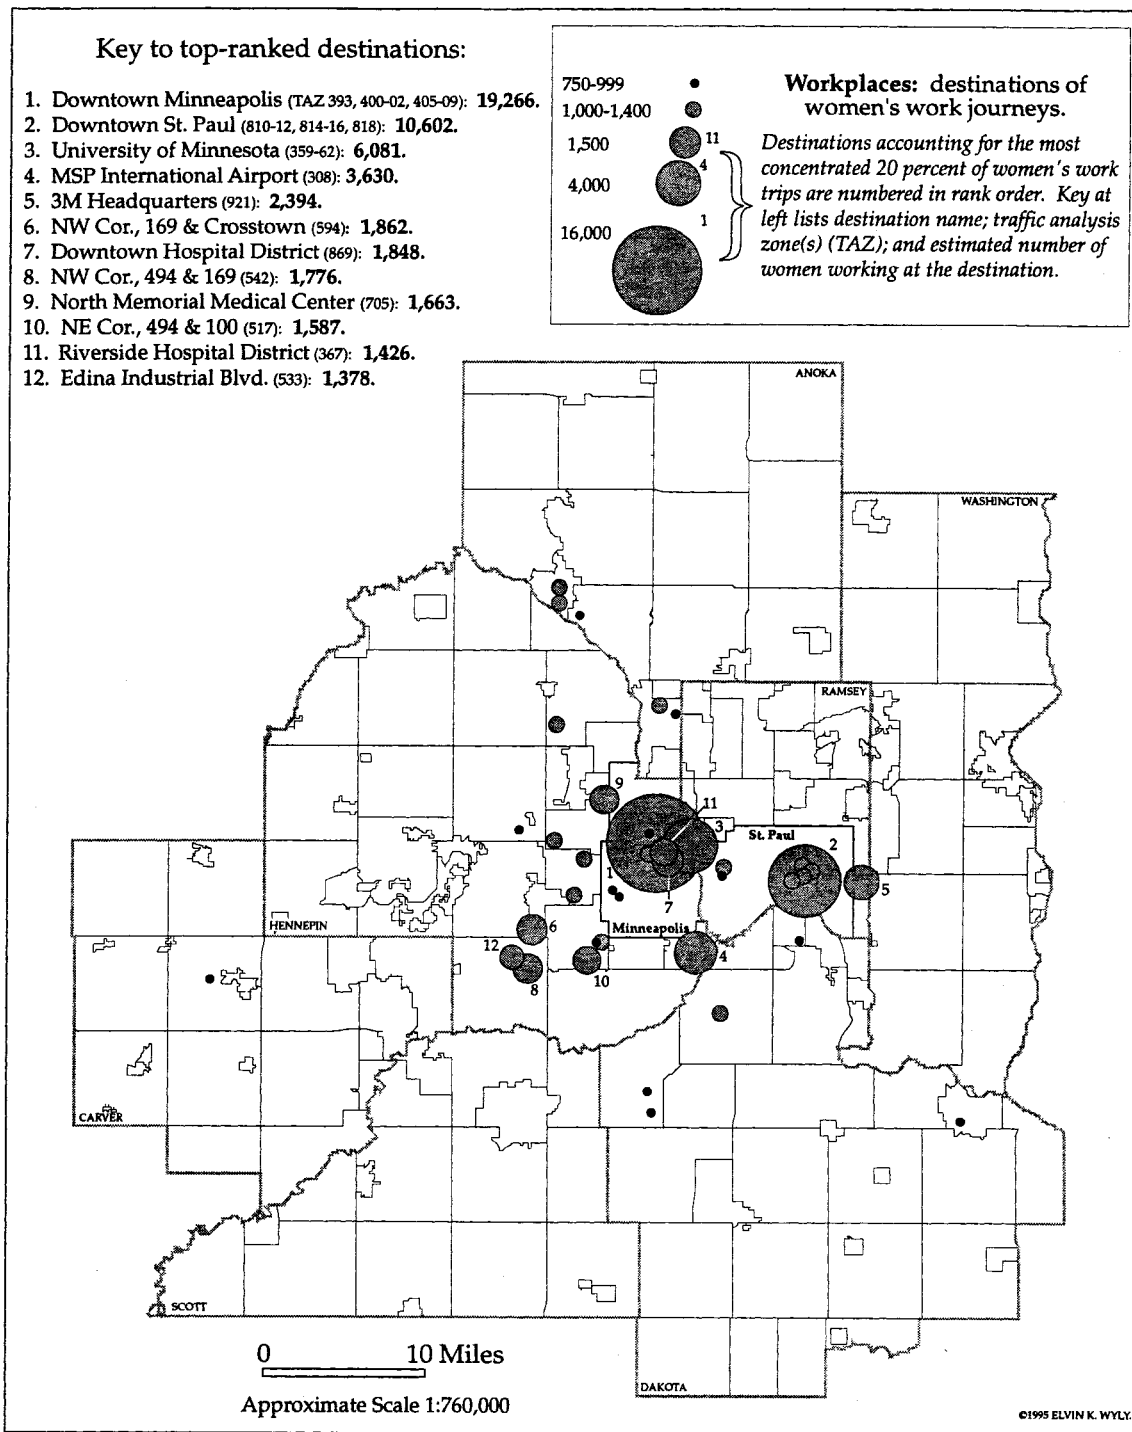 Key to top-ranked destinations:
1. Downtown Minneapolis (TAZ 393, 400-02, 405-09): 19,266.
2. Downtown St. Paul (810-12, 814-16, 818): 10,602.
3. University of Minnesota (359-62): 6,081.
4. MSP International Airport (308): 3,630.
5. 3M Headquarters (921): 2,394.
6. NW Cor., 169 & Crosstown (594): 1,862.
7. Downtown Hospital District (869): 1,848.
8. NW Cor., 494 & 169 (542): 1,776.
9. North Memorial Medical Center (705): 1,663.
10. NE Cor., 494 & 100 (517): 1,587.
11. Riverside Hospital District (367): 1,426.
12. Edina Industrial Blvd. (533): 1,378.
750-999
1,000-1,400
1,500
11
4,000
4
16,000
1
Workplaces: destinations of
women's work journeys.
Destinations accounting for the most
concentrated 20 percent of women's work
trips are numbered in rank order. Key at
left lists destination name; traffic analysis
zone(s) (TAZ); and estimated number of
women working at the destination.
ANOKA
WASHINGTON
RAMSEY
9
11
3
St. Paul
2
1
5
7
HENNEPIN
Minneapolis
6
12
4
8
10
CARVER
SCOTT
DAKOTA
0 10 Miles
Approximate Scale 1:760,000
©1995 ELVIN K. WYLY.